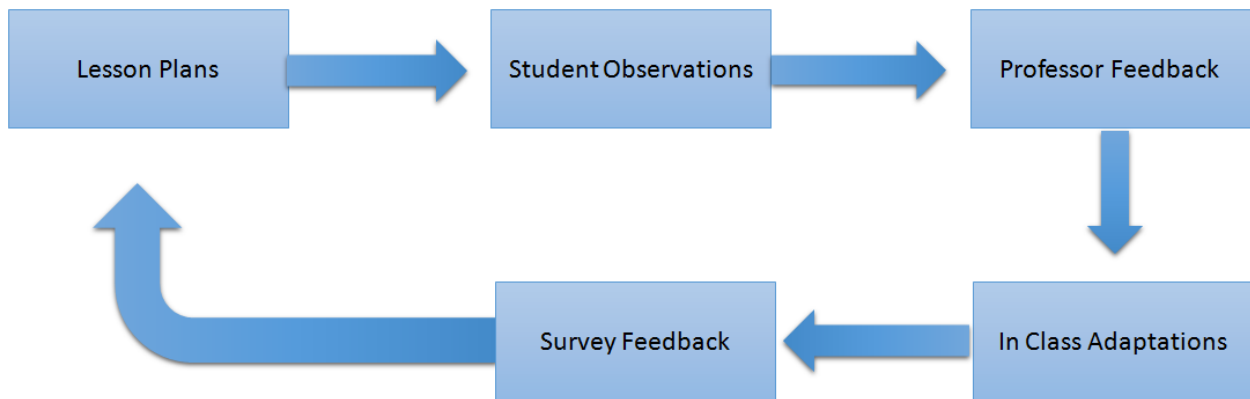 Lesson Plans
Student Observations
Professor Feedback
Survey Feedback
In Class Adaptations